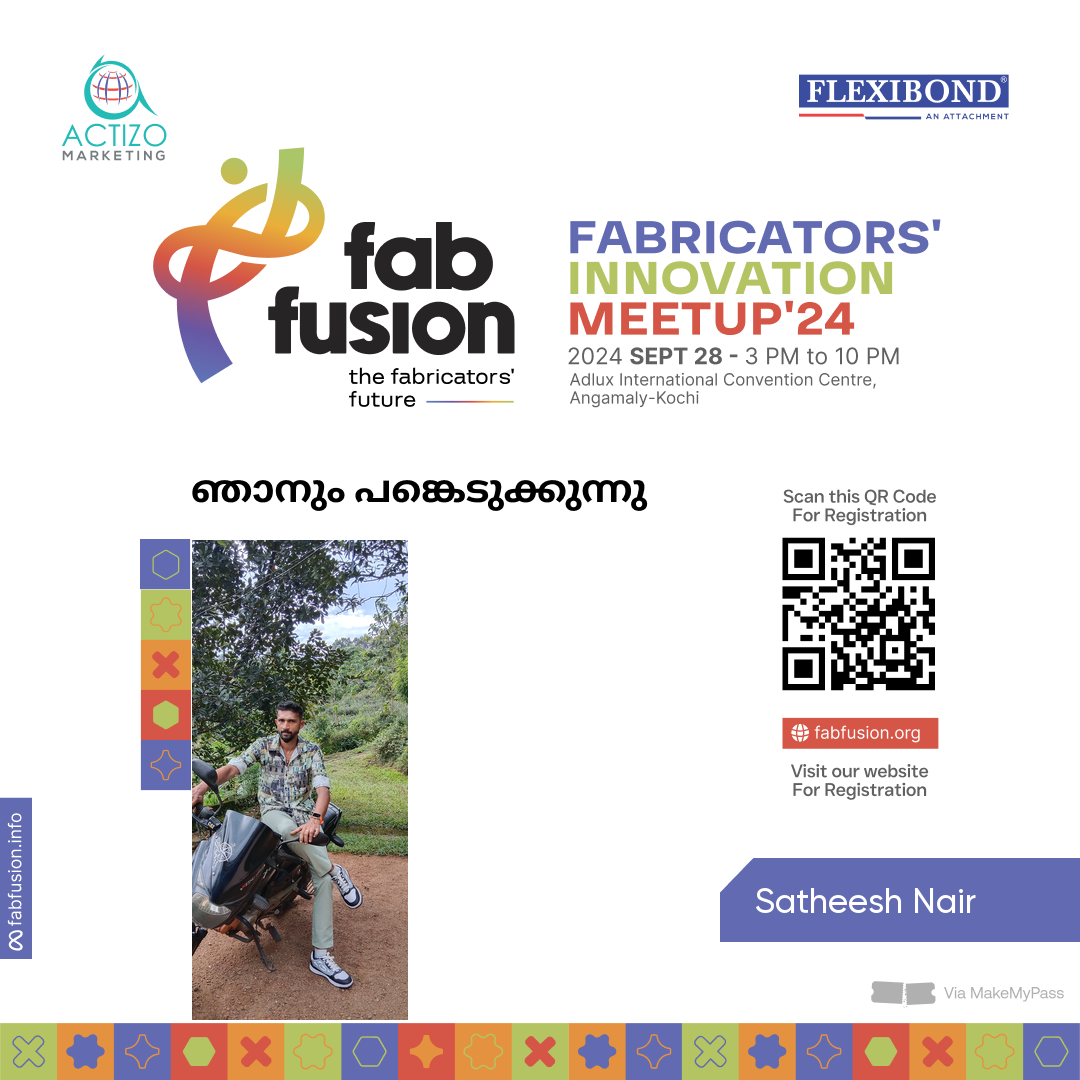 ACTIZO
MARKETING
FLEXIBOND®
AN ATTACHMENT
fab
fusion
the fabricators'
future
FABRICATORS'
INNOVATION
MEETUP'24
2024 SEPT 28 - 3 PM to 10 PM
Adlux International Convention Centre,
Angamaly-Kochi
ഞാനും പങ്കെടുക്കുന്നു
Scan this QR Code
For Registration
fabfusion.org
Visit our website
For Registration
fabfusion.info
Satheesh Nair
Via MakeMyPass